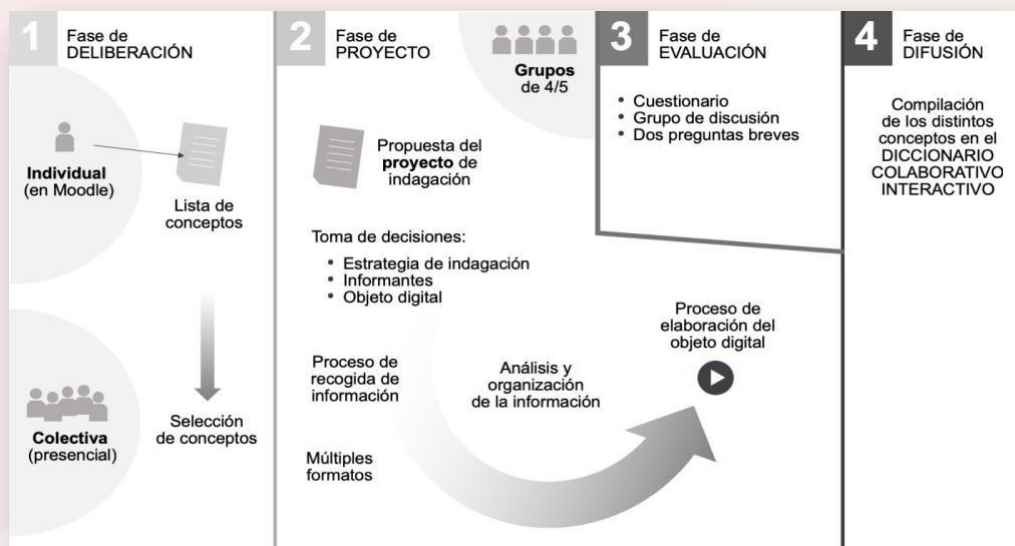 1
Fase de
DELIBERACIÓN
Individual
(en Moodle)
Lista de
conceptos
Colectiva
(presencial)
Selección
de conceptos
2
Fase de
PROYECTO
Grupos
de 4/5
Propuesta del
proyecto de
indagación
Toma de decisiones:
• Estrategia de indagación
• Informantes
• Objeto digital
Proceso de
recogida de
información
Múltiples
formatos
Análisis y
organización
de la información
Proceso de
elaboración del
objeto digital
3
Fase de
EVALUACIÓN
• Cuestionario
• Grupo de discusión
• Dos preguntas breves
4
Fase de
DIFUSIÓN
Compilación
de los distintos
conceptos en el
DICCIONARIO
COLABORATIVO
INTERACTIVO